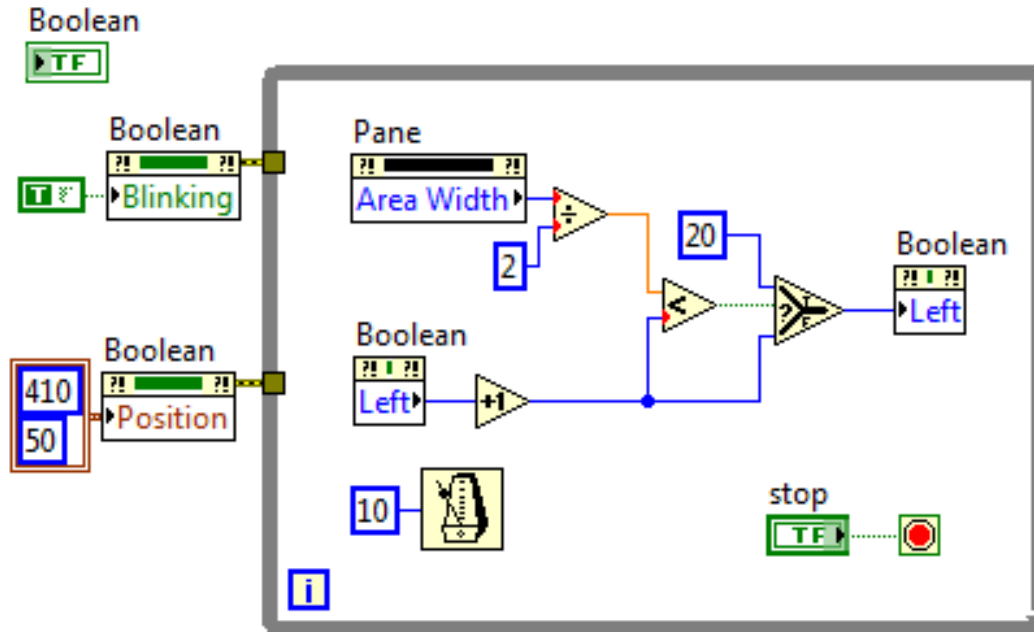 Boolean
TF
Boolean
?! ?!
Blinking
T F
Pane
?! ?!
Area Width
÷
2
20
<
? T F
Boolean
?! ?!
Left
Boolean
?! ?!
Position
410
50
Boolean
?! ?!
Left
+1
10
stop
TF
i